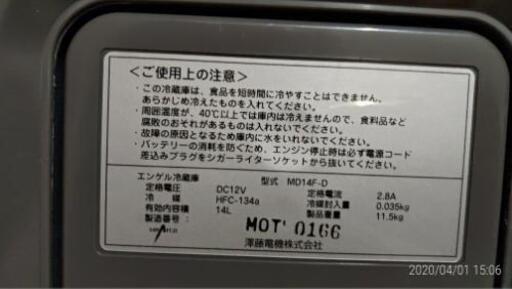 ＜ご使用上の注意＞
・この冷蔵庫は、食品を短時間に冷やすことはできません。
あらかじめ冷えたものを入れてください。
・周囲温度が、40℃以上では庫内は冷えませんので、食料品など
腐敗のおそれがあるものは入れないでください。
・故障の原因となるため庫内に水をいれないでください。
・バッテリーの消耗を防ぐため、エンジン停止時は必ず電源コード
差込みプラグをシガーライターソケットから抜いてください。
エンゲル冷蔵庫 型式 MD14F-D
定格電圧 DC12V 定格電流 2.8A
冷媒 HFC-134a 冷媒封入量 0.035kg
有効内容積 14L 製品重量 11.5kg
製造番号： MOT' 0166
澤藤電機株式会社
2020/04/01 15:06